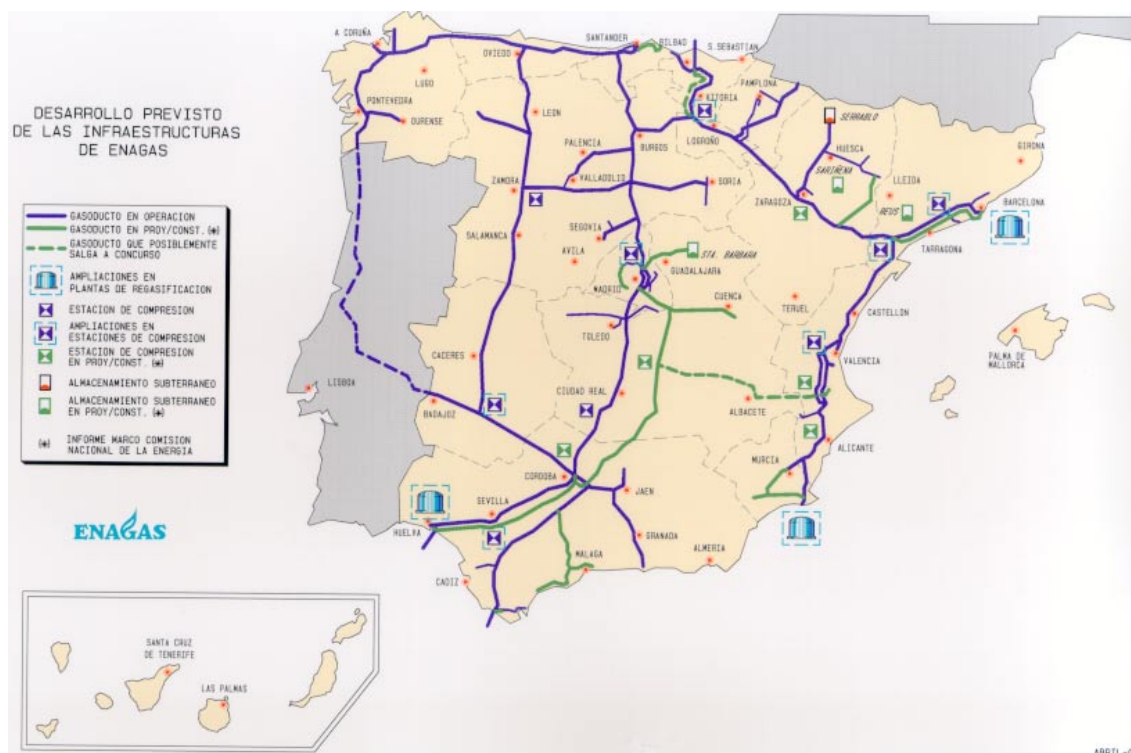 DESARROLLO PREVISTO
DE LAS INFRAESTRUCTURAS
DE ENAGAS
GASODUCTO EN OPERACION
GASODUCTO EN PROY/CONST. (*)
GASODUCTO QUE POSIBLEMENTE
SALGA A CONCURSO
AMPLIACIONES EN
PLANTAS DE REGASIFICACION
ESTACION DE COMPRESION
AMPLIACIONES EN
ESTACIONES DE COMPRESION
ESTACION DE COMPRESION
EN PROY/CONST. (*)
ALMACENAMIENTO SUBTERRANEO
ALMACENAMIENTO SUBTERRANEO
EN PROY/CONST. (*)
(*) INFORME MARCO COMISION
NACIONAL DE LA ENERGIA
ENAGAS
A CORUÑA
LUGO
OVIEDO
SANTANDER
BILBAO
S.SEBASTIAN
PONTEVEDRA
OURENSE
LEON
PALENCIA
BURGOS
VITORIA
PAMPLONA
LOGROÑO
SERRABLO
HUESCA
SARIÑENA
GIRONA
ZAMORA
VALLADOLID
SORIA
ZARAGOZA
LLEIDA
REUS
BARCELONA
TARRAGONA
SALAMANCA
SEGOVIA
AVILA
STA. BARBARA
GUADALAJARA
MADRID
CUENCA
TERUEL
CASTELLON
TOLEDO
CACERES
VALENCIA
PALMA DE
MALLORCA
LISBOA
BADAJOZ
CIUDAD REAL
ALBACETE
ALICANTE
MURCIA
CORDOBA
JAEN
SEVILLA
HUELVA
GRANADA
ALMERIA
MALAGA
CADIZ
SANTA CRUZ
DE TENERIFE
LAS PALMAS